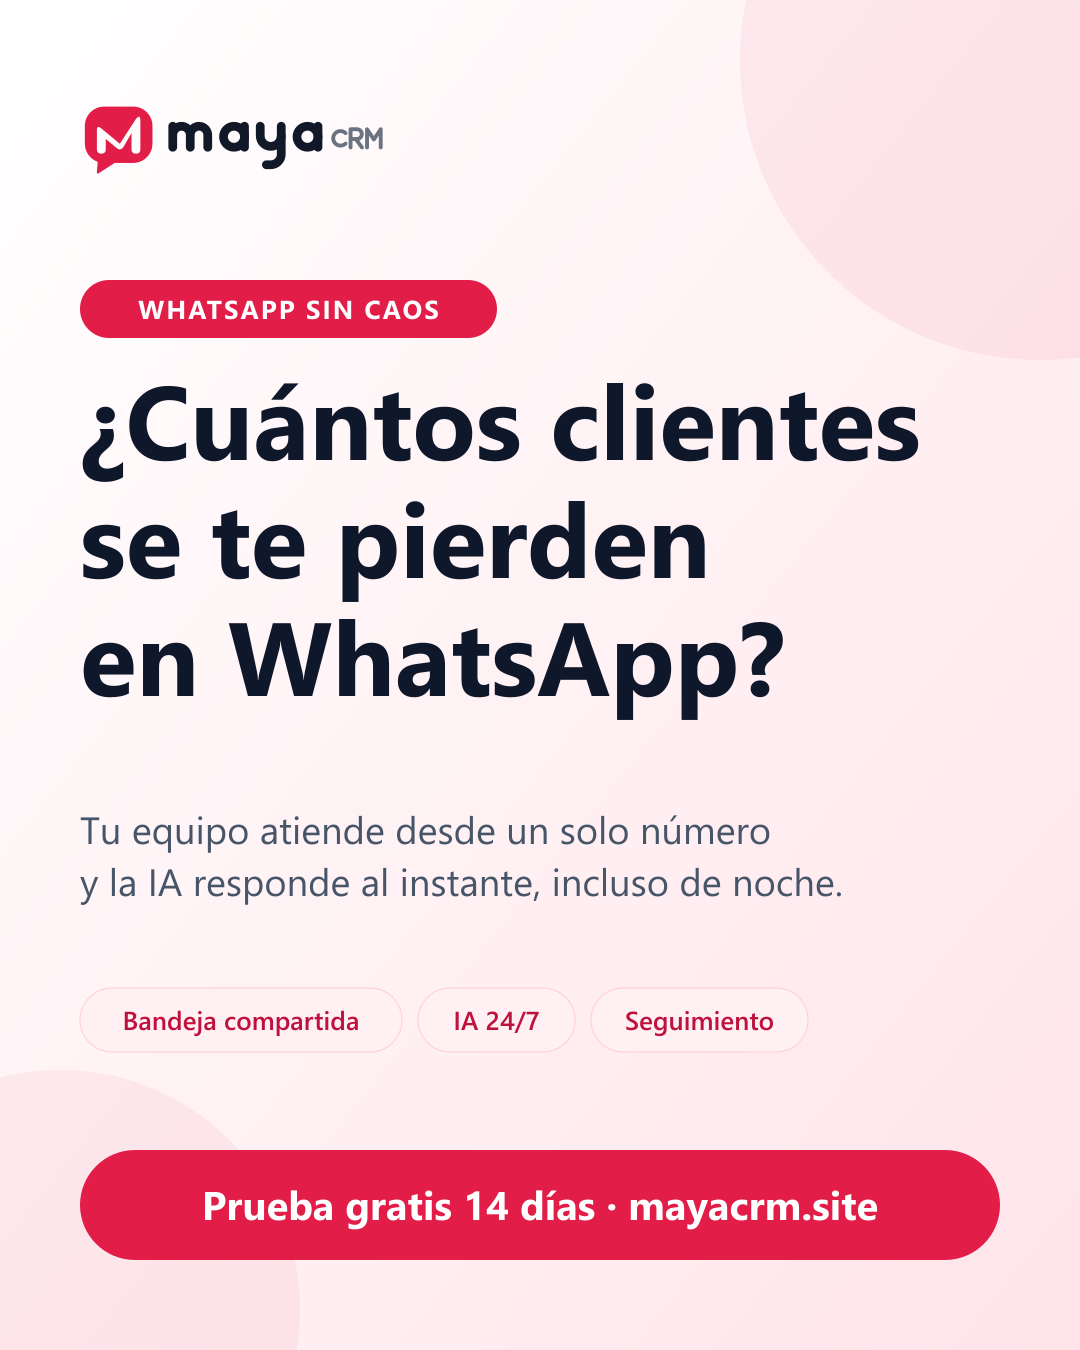 maya CRM
WHATSAPP SIN CAOS
¿Cuántos clientes
se te pierden
en WhatsApp?
Tu equipo atiende desde un solo número
y la IA responde al instante, incluso de noche.
Bandeja compartida
IA 24/7
Seguimiento
Prueba gratis 14 días · mayacrm.site